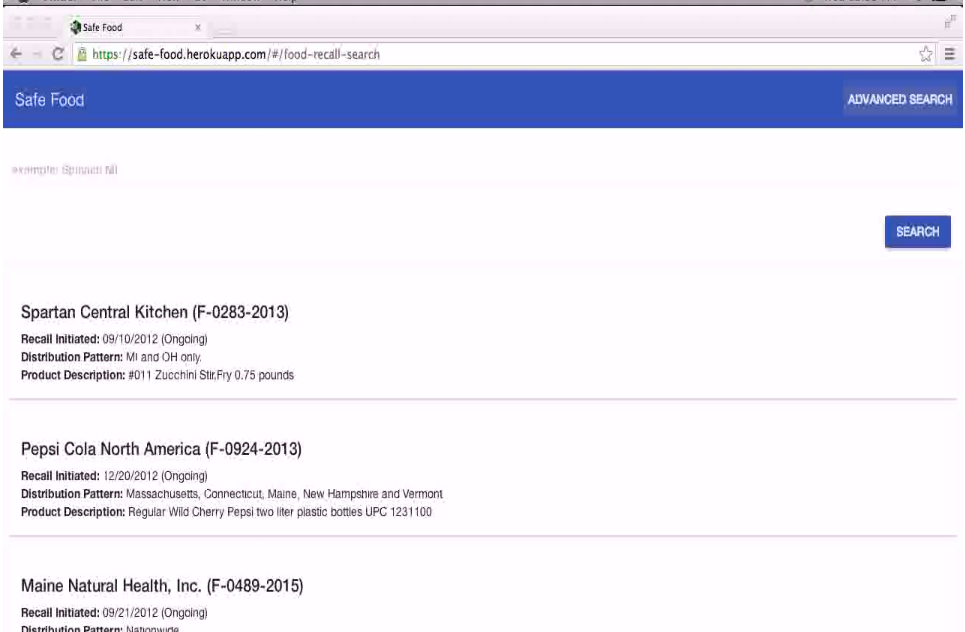 Safe Food
https://safe-food.herokuapp.com/#/food-recall-search
Safe Food
ADVANCED SEARCH
example: Spinach MI
SEARCH
Spartan Central Kitchen (F-0283-2013)
Recall Initiated: 09/10/2012 (Ongoing)
Distribution Pattern: MI and OH only.
Product Description: #011 Zucchini Stir,Fry 0.75 pounds
Pepsi Cola North America (F-0924-2013)
Recall Initiated: 12/20/2012 (Ongoing)
Distribution Pattern: Massachusetts, Connecticut, Maine, New Hampshire and Vermont
Product Description: Regular Wild Cherry Pepsi two liter plastic bottles UPC 1231100
Maine Natural Health, Inc. (F-0489-2015)
Recall Initiated: 09/21/2012 (Ongoing)
Distribution Pattern: Nationwide